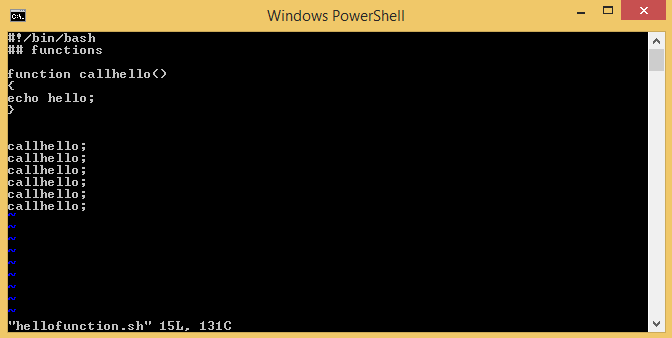 Windows PowerShell
C:\.
#!/bin/bash
## functions
function callhello()
{
echo hello;
}
callhello;
callhello;
callhello;
callhello;
callhello;
callhello;
~
~
~
~
~
~
~
~
~
"hellofunction.sh" 15L, 131C